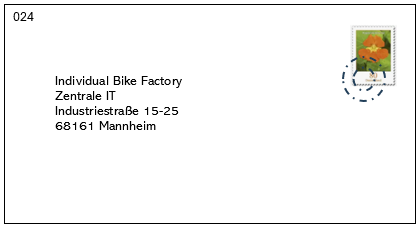 024
Individual Bike Factory
Zentrale IT
Industriestraße 15-25
68161 Mannheim